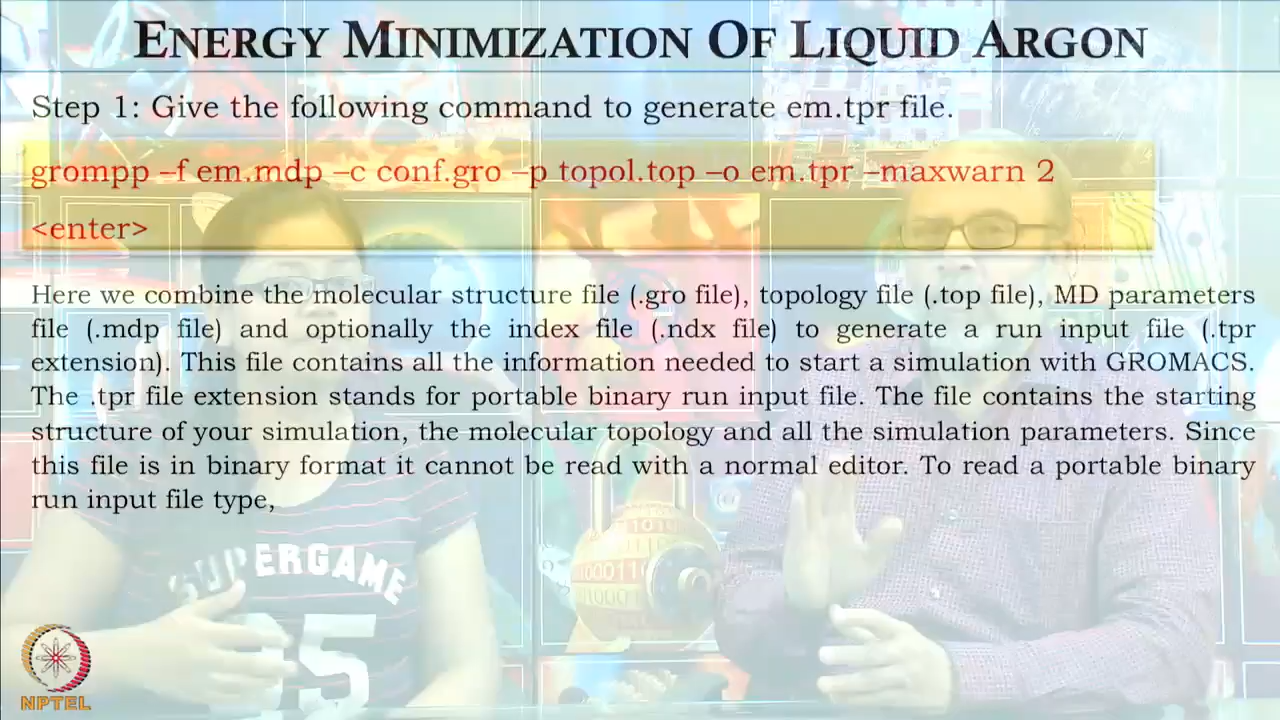 ENERGY MINIMIZATION OF LIQUID ARGON
Step 1: Give the following command to generate em.tpr file.
grompp –f em.mdp –c conf.gro –p topol.top –o em.tpr –maxwarn 2
<enter>
Here we combine the molecular structure file (.gro file), topology file (.top file), MD parameters
file (.mdp file) and optionally the index file (.ndx file) to generate a run input file (.tpr
extension). This file contains all the information needed to start a simulation with GROMACS.
The .tpr file extension stands for portable binary run input file. The file contains the starting
structure of your simulation, the molecular topology and all the simulation parameters. Since
this file is in binary format it cannot be read with a normal editor. To read a portable binary
run input file type,
SUPERGAME
5
NPTEL